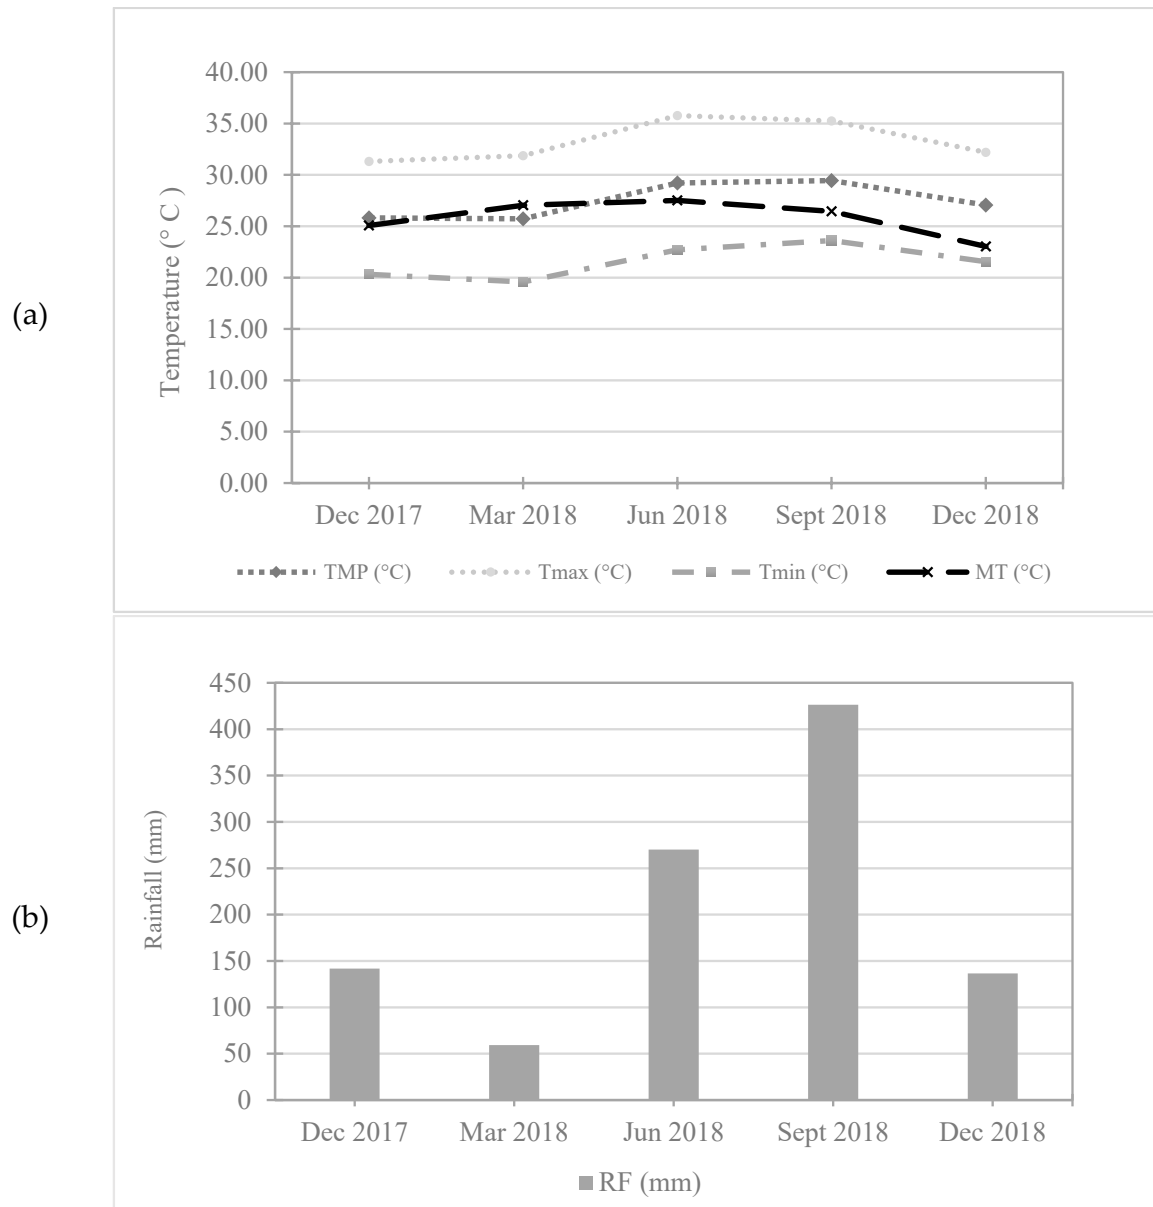 (a)
Temperature (° C )
40.00
35.00
30.00
25.00
20.00
15.00
10.00
5.00
0.00
Dec 2017 Mar 2018 Jun 2018 Sept 2018 Dec 2018
TMP (°C) Tmax (°C) Tmin (°C) MT (°C)
(b)
Rainfall (mm)
450
400
350
300
250
200
150
100
50
0
Dec 2017 Mar 2018 Jun 2018 Sept 2018 Dec 2018
RF (mm)